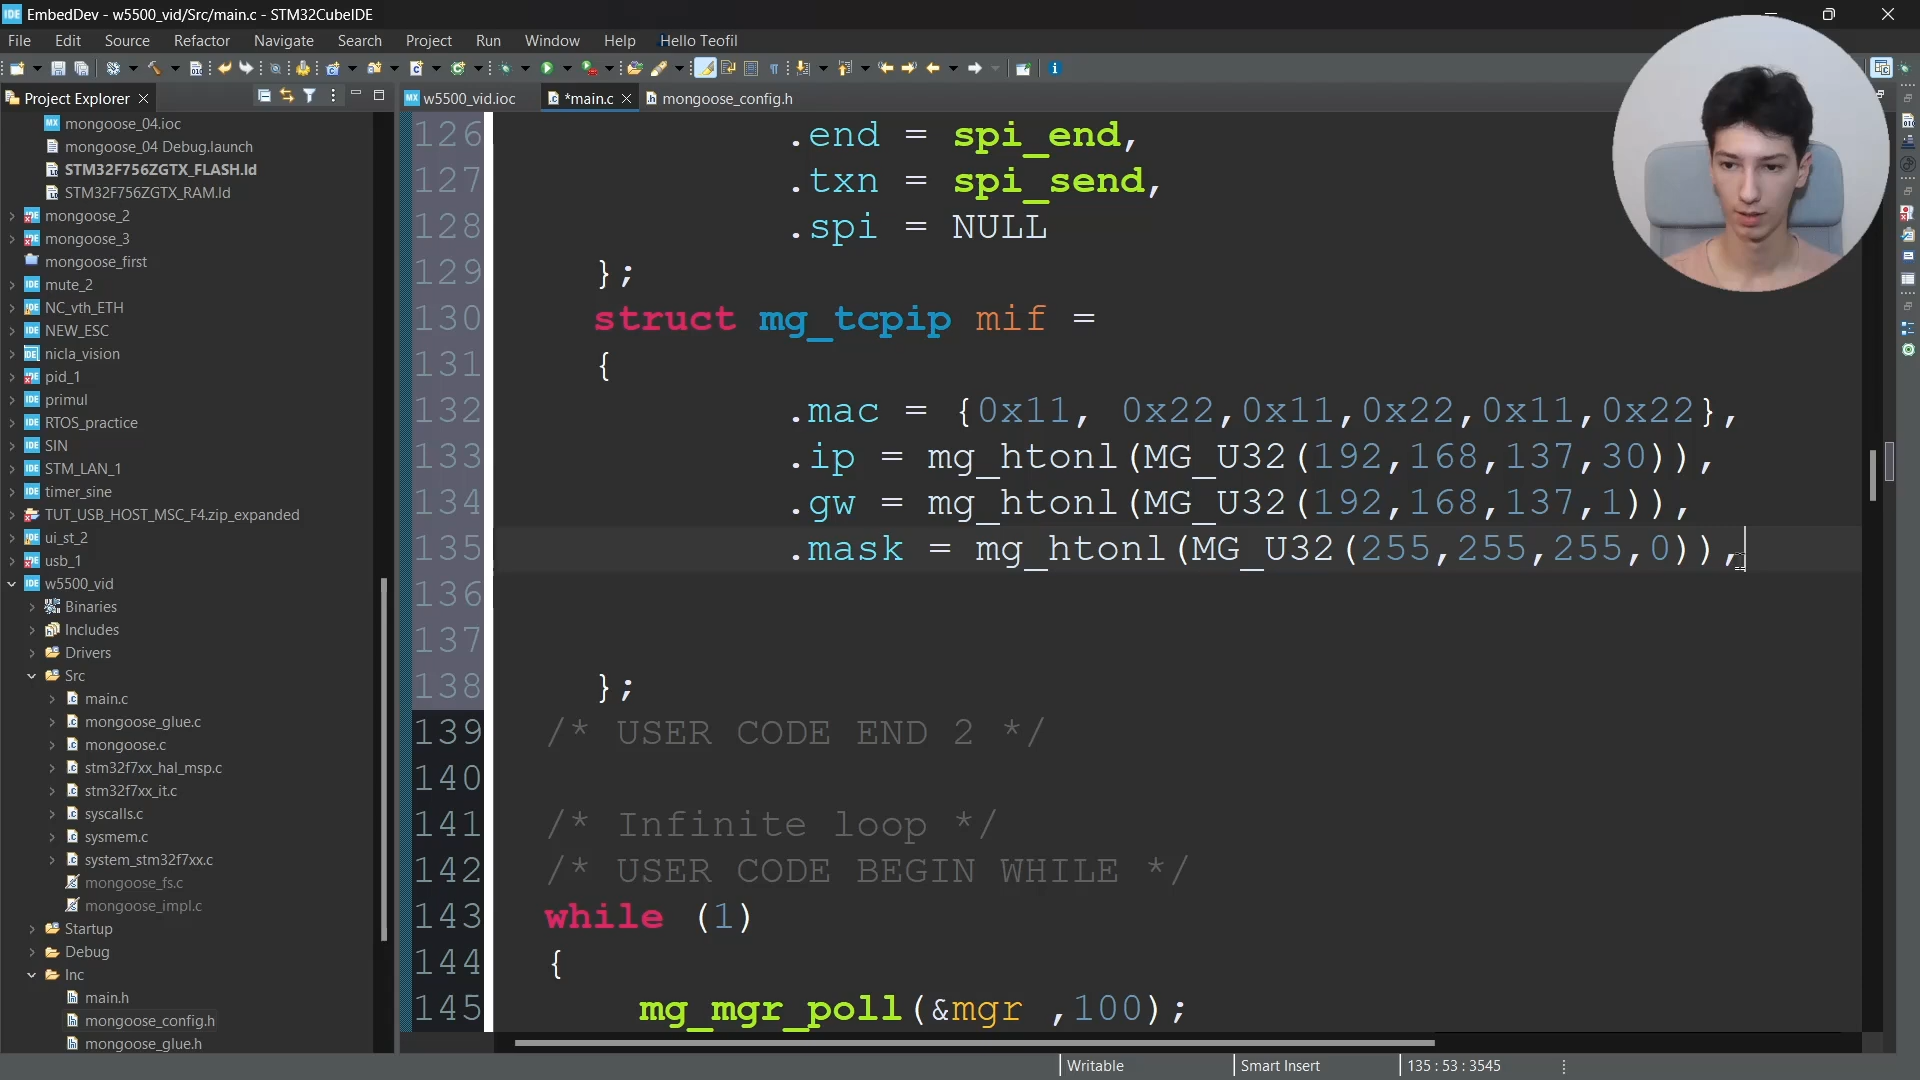 EmbedDev - w5500_vid/Src/main.c - STM32CubeIDE
File Edit Source Refactor Navigate Search Project Run Window Help Hello Teofil
Project Explorer
w5500_vid.ioc
*main.c
mongoose_config.h
mongoose_04.ioc
mongoose_04 Debug.launch
STM32F756ZGTX_FLASH.ld
STM32F756ZGTX_RAM.ld
mongoose_2
mongoose_3
mongoose_first
mute_2
NC_vth_ETH
NEW_ESC
nicla_vision
pid_1
primul
RTOS_practice
SIN
STM_LAN_1
timer_sine
TUT_USB_HOST_MSC_F4.zip_expanded
ui_st_2
usb_1
w5500_vid
Binaries
Includes
Drivers
Src
main.c
mongoose_glue.c
mongoose.c
stm32f7xx_hal_msp.c
stm32f7xx_it.c
syscalls.c
sysmem.c
system_stm32f7xx.c
mongoose_fs.c
mongoose_impl.c
Startup
Debug
Inc
main.h
mongoose_config.h
mongoose_glue.h
126 .end = spi_end,
127 .txn = spi_send,
128 .spi = NULL
129 };
130 struct mg_tcpip mif =
131 {
132 .mac = {0x11, 0x22,0x11,0x22,0x11,0x22},
133 .ip = mg_htonl(MG_U32(192,168,137,30)),
134 .gw = mg_htonl(MG_U32(192,168,137,1)),
135 .mask = mg_htonl(MG_U32(255,255,255,0)),
136
137
138 };
139 /* USER CODE END 2 */
140
141 /* Infinite loop */
142 /* USER CODE BEGIN WHILE */
143 while (1)
144 {
145 mg_mgr_poll(&mgr ,100);
Writable
Smart Insert
135 : 53 : 3545